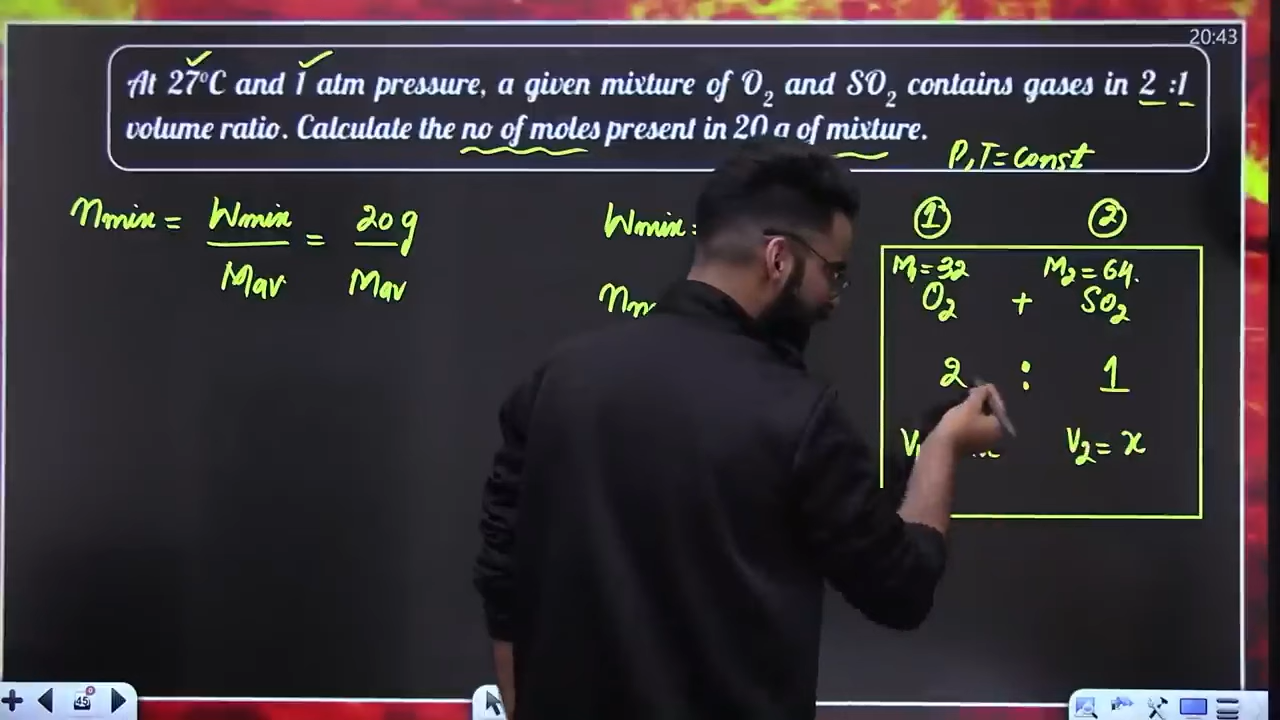 20:43
At 27°C and 1 atm pressure, a given mixture of O₂ and SO₂ contains gases in 2 :1
volume ratio. Calculate the no of moles present in 20 g of mixture.
P, T = const
nmix = Wmix / Mav = 20 g / Mav
Wmix:
① ②
M₁ = 32 M₂ = 64.
O₂ + SO₂
2 : 1
V₂ = x
45